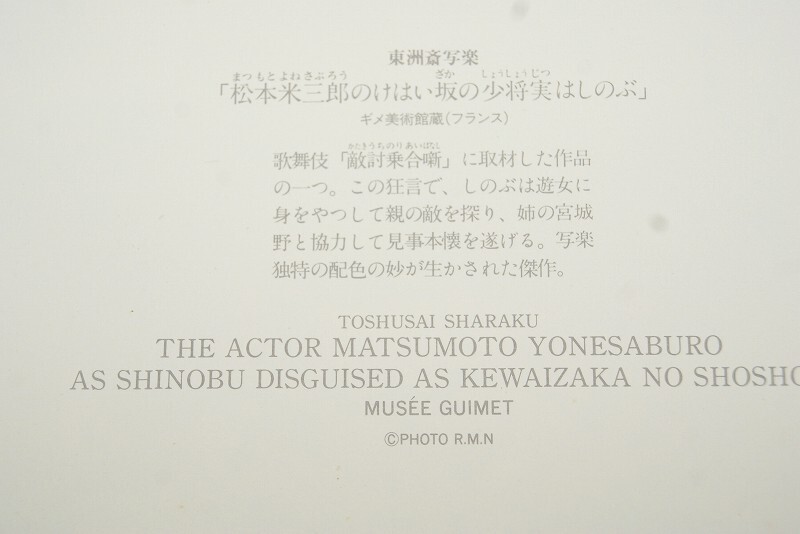 東洲斎写楽
まつもとよねさぶろう ざか しょうしょうじつ
「松本米三郎のけはい坂の少将実はしのぶ」
ギメ美術館蔵(フランス)
かたきうちのりあいばなし
歌舞伎「敵討乗合噺」に取材した作品
の一つ。この狂言で、しのぶは遊女に
身をやつして親の敵を探り、姉の宮城
野と協力して見事本懐を遂げる。写楽
独特の配色の妙が生かされた傑作。
TOSHUSAI SHARAKU
THE ACTOR MATSUMOTO YONESABURO
AS SHINOBU DISGUISED AS KEWAIZAKA NO SHOSHO
MUSÉE GUIMET
©PHOTO R.M.N